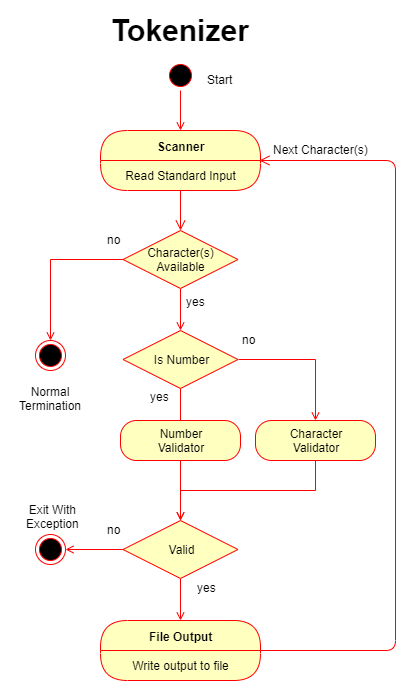 Tokenizer
Start
Scanner
Next Character(s)
Read Standard Input
no
Character(s)
Available
yes
Is Number
no
Normal
Termination
yes
Number
Validator
Character
Validator
Exit With
Exception
no
Valid
yes
File Output
Write output to file